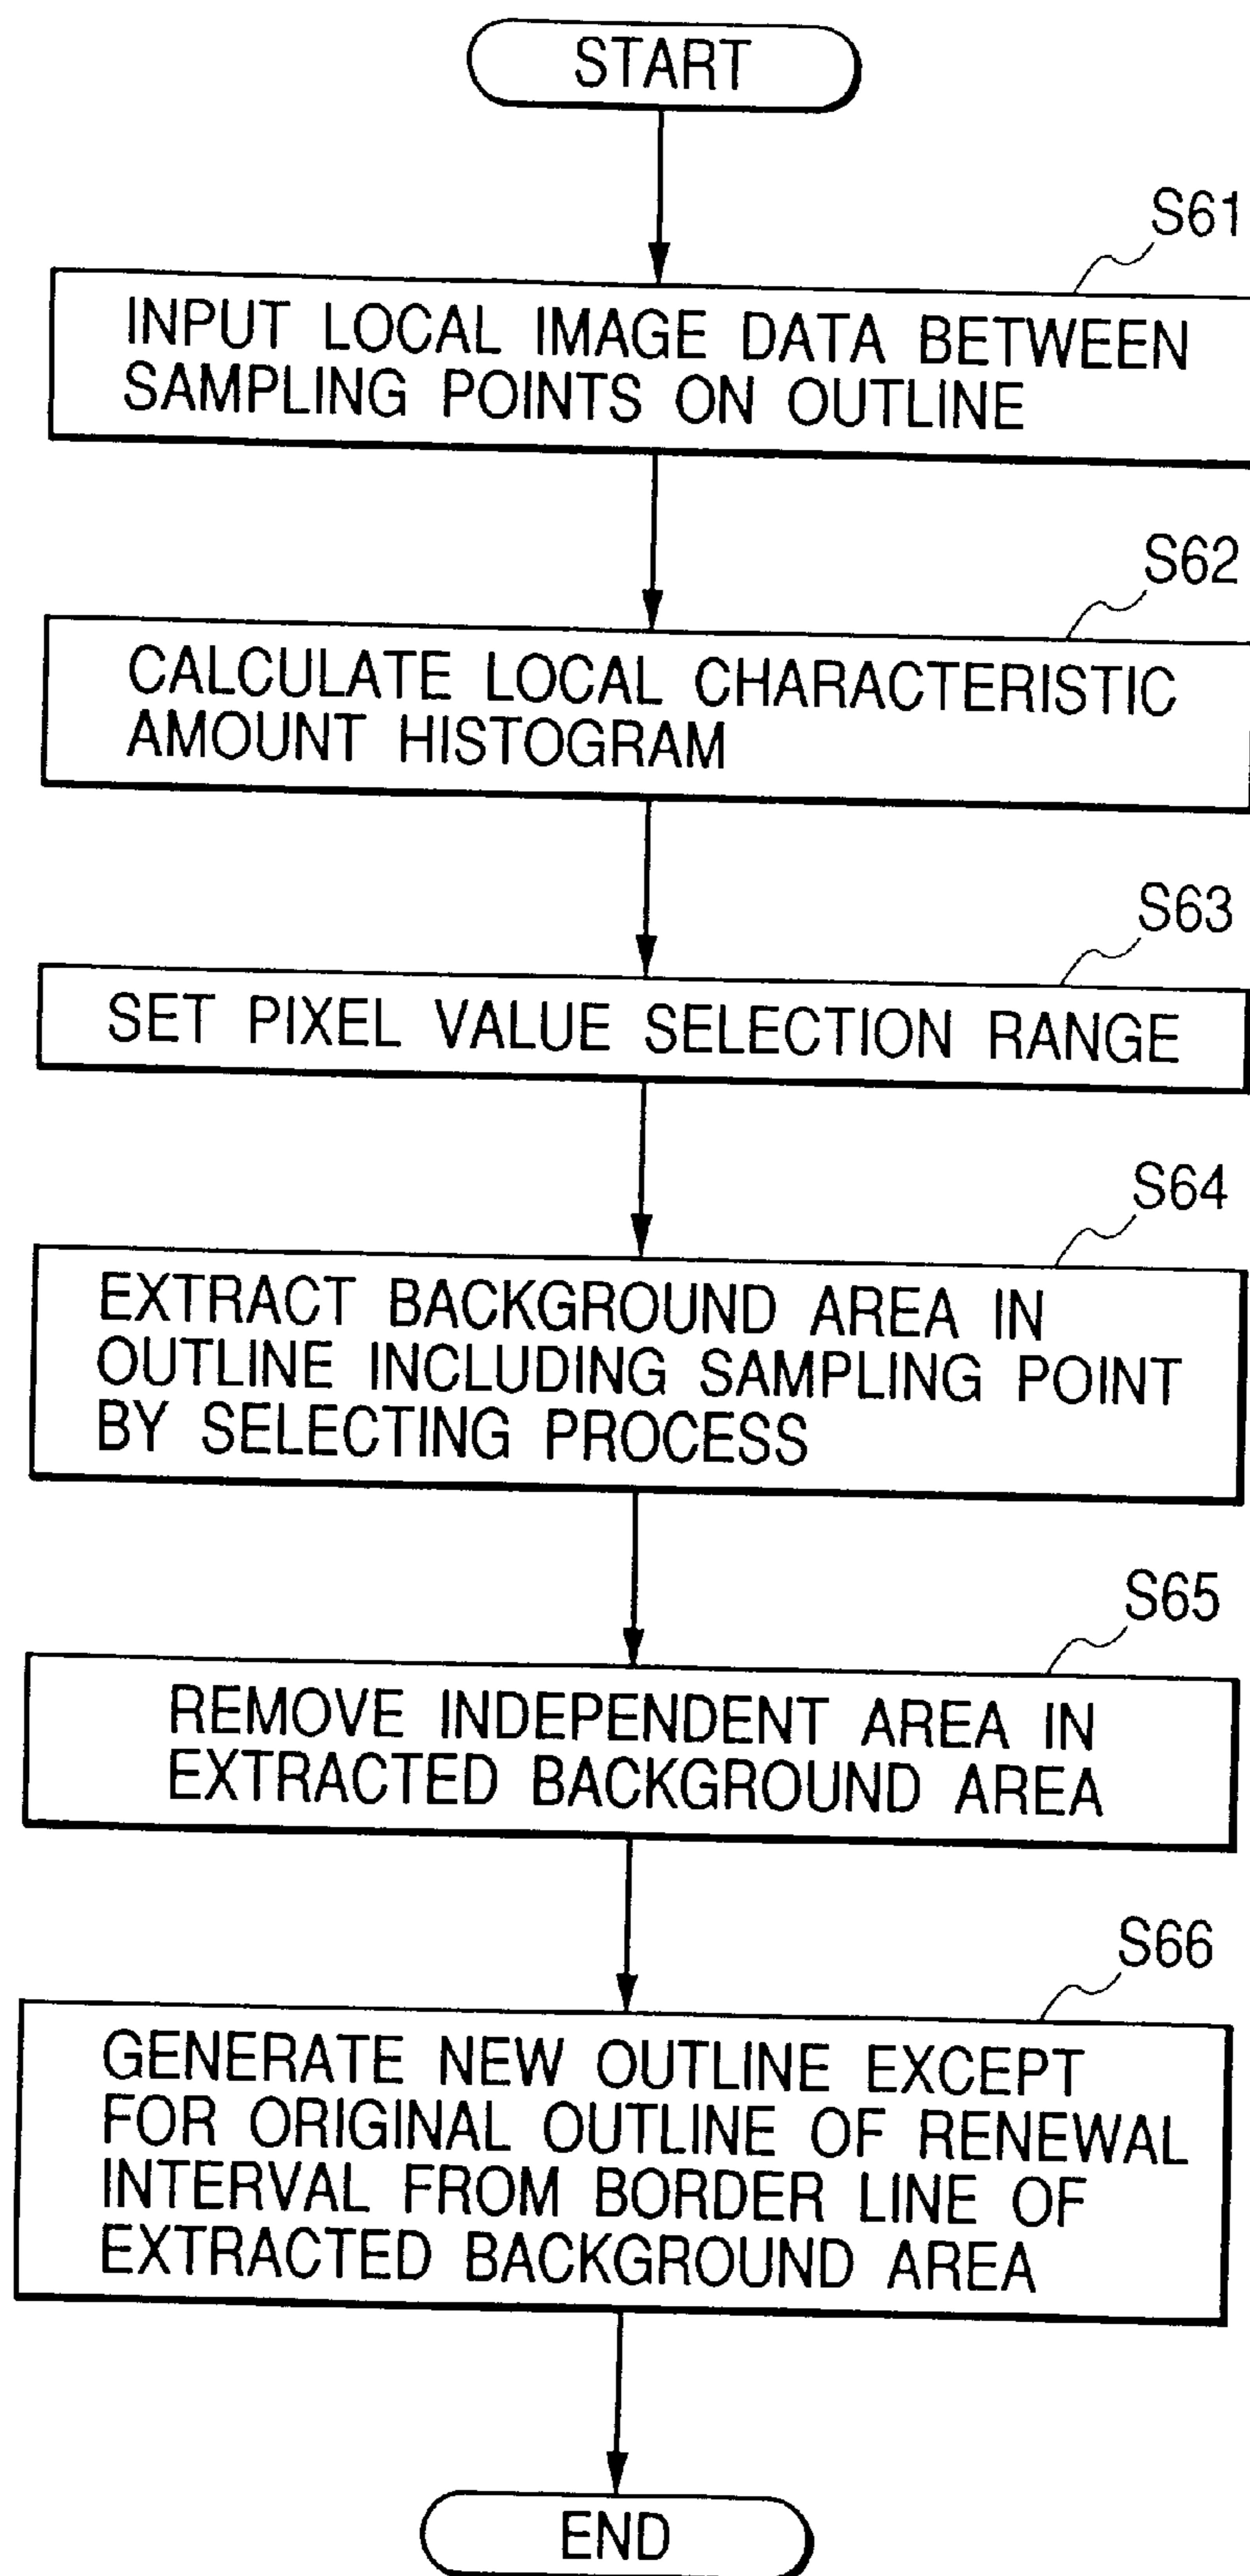 START
S61
INPUT LOCAL IMAGE DATA BETWEEN
SAMPLING POINTS ON OUTLINE
S62
CALCULATE LOCAL CHARACTERISTIC
AMOUNT HISTOGRAM
S63
SET PIXEL VALUE SELECTION RANGE
S64
EXTRACT BACKGROUND AREA IN
OUTLINE INCLUDING SAMPLING POINT
BY SELECTING PROCESS
S65
REMOVE INDEPENDENT AREA IN
EXTRACTED BACKGROUND AREA
S66
GENERATE NEW OUTLINE EXCEPT
FOR ORIGINAL OUTLINE OF RENEWAL
INTERVAL FROM BORDER LINE OF
EXTRACTED BACKGROUND AREA
END